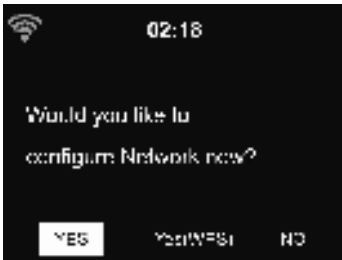 02:18
Would you like to
configure Network now?
YES Yes(WPS) NO